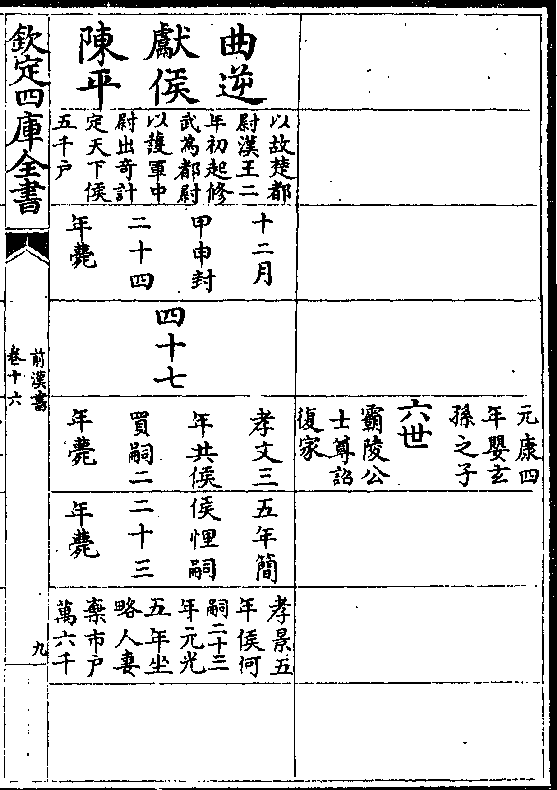 元康四
年嬰玄
孫之子
六世
霸陵公
士尊詔
復家
曲逆
獻侯
陳平
以故楚都
尉漢王二
年初起修
武為都尉
以護軍中
尉出奇計
定天下侯
五千戶
十二月
甲申封
二十四
年薨
四十七
孝文三
年共侯
買嗣二
年薨
五年簡
侯悝嗣
二十三
年薨
孝景五
年侯何
嗣二十三
年元光
五年坐
略人妻
棄市戶
萬六千
欽定四庫全書
前漢書
卷十六
九